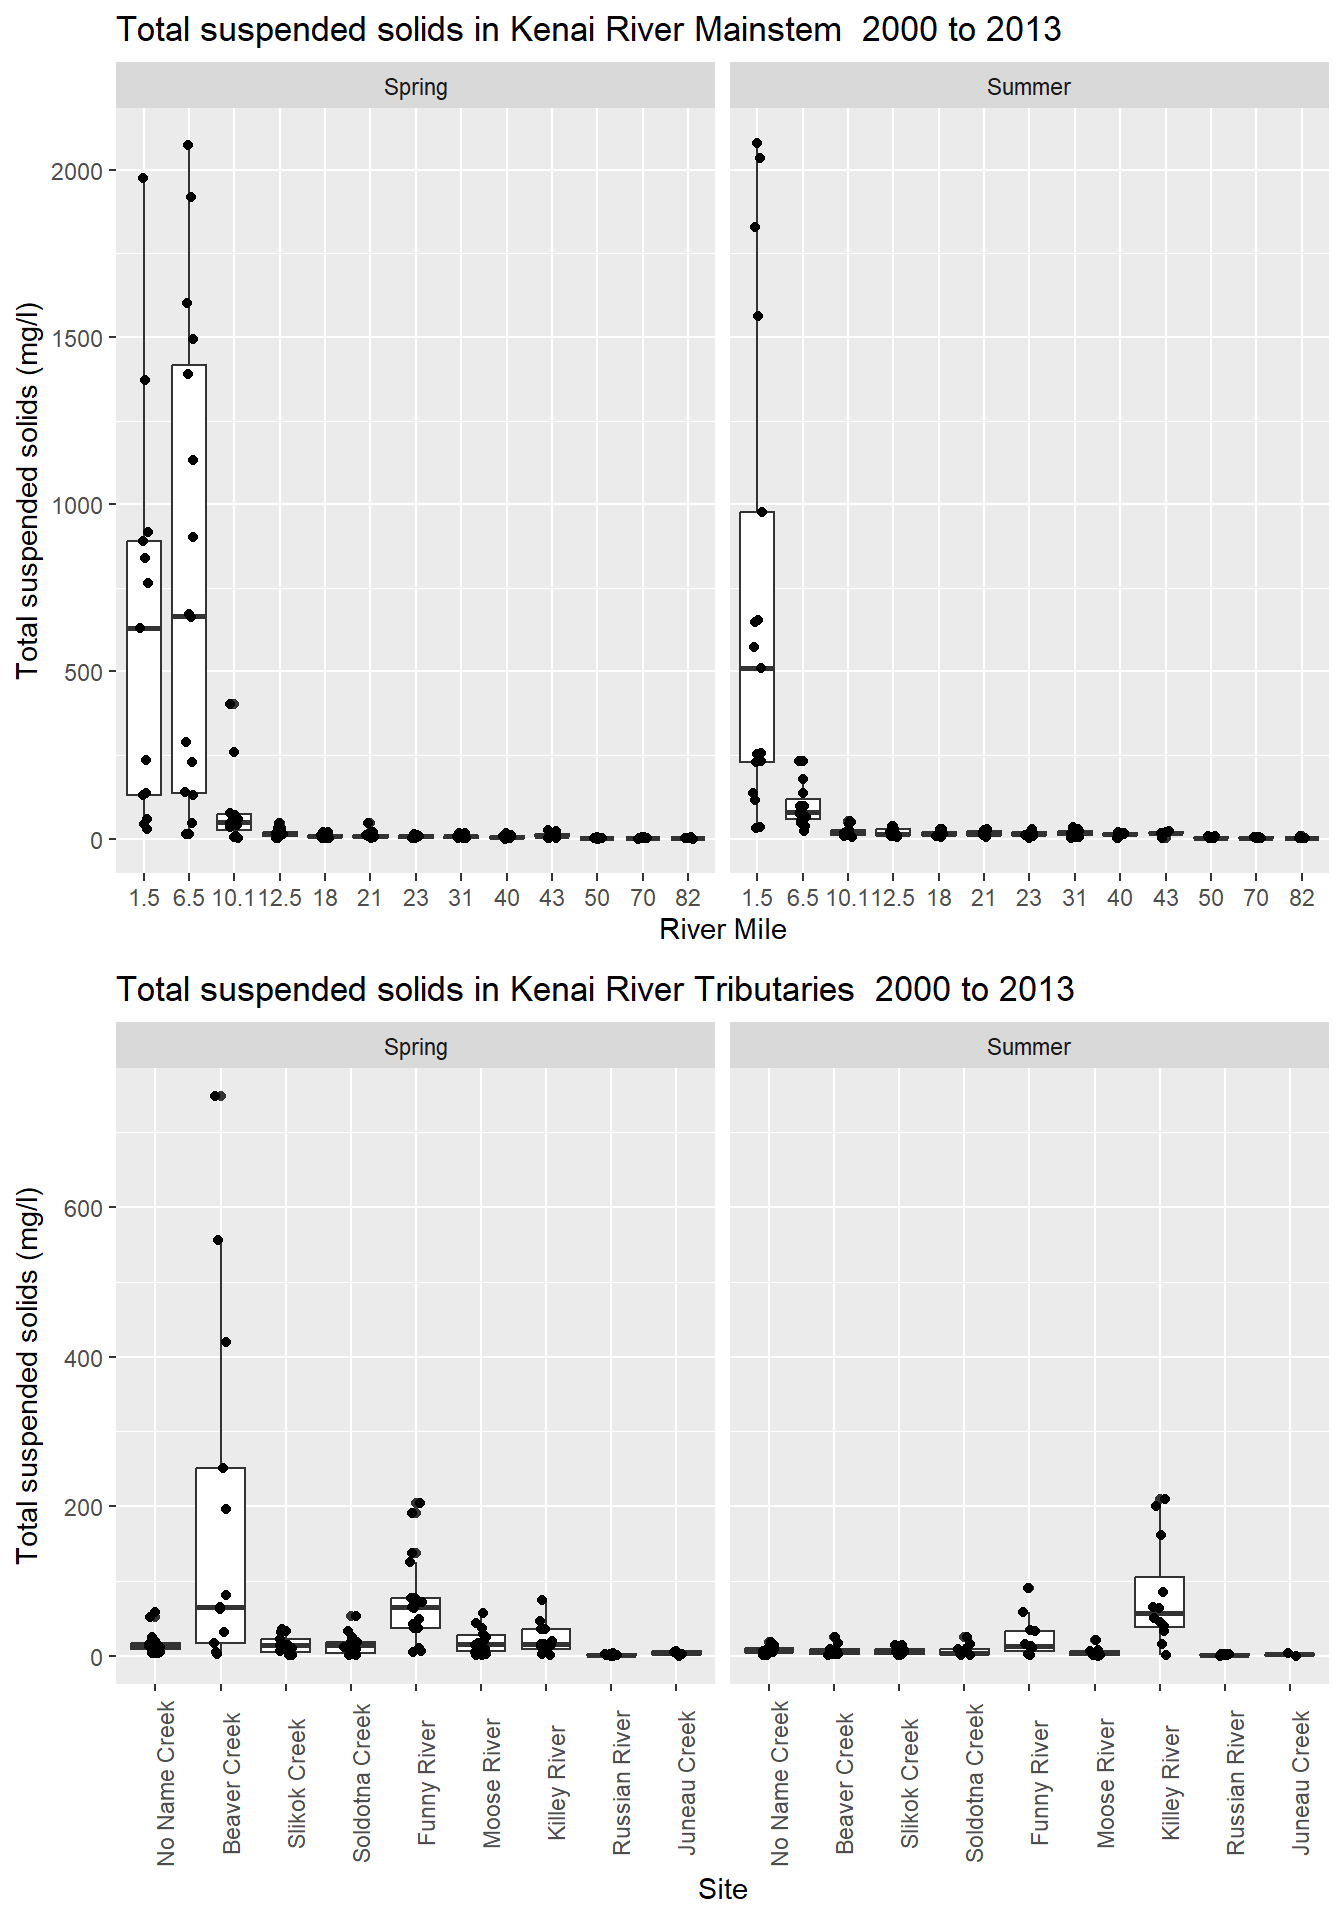 Total suspended solids in Kenai River Mainstem  2000 to 2013
Spring
Summer
Total suspended solids (mg/l)
2000
1500
1000
500
0
1.5 6.5 10.1 12.5 18 21 23 31 40 43 50 70 82
1.5 6.5 10.1 12.5 18 21 23 31 40 43 50 70 82
River Mile
Total suspended solids in Kenai River Tributaries  2000 to 2013
Spring
Summer
Total suspended solids (mg/l)
600
400
200
0
No Name Creek
Beaver Creek
Slikok Creek
Soldotna Creek
Funny River
Moose River
Killey River
Russian River
Juneau Creek
No Name Creek
Beaver Creek
Slikok Creek
Soldotna Creek
Funny River
Moose River
Killey River
Russian River
Juneau Creek
Site